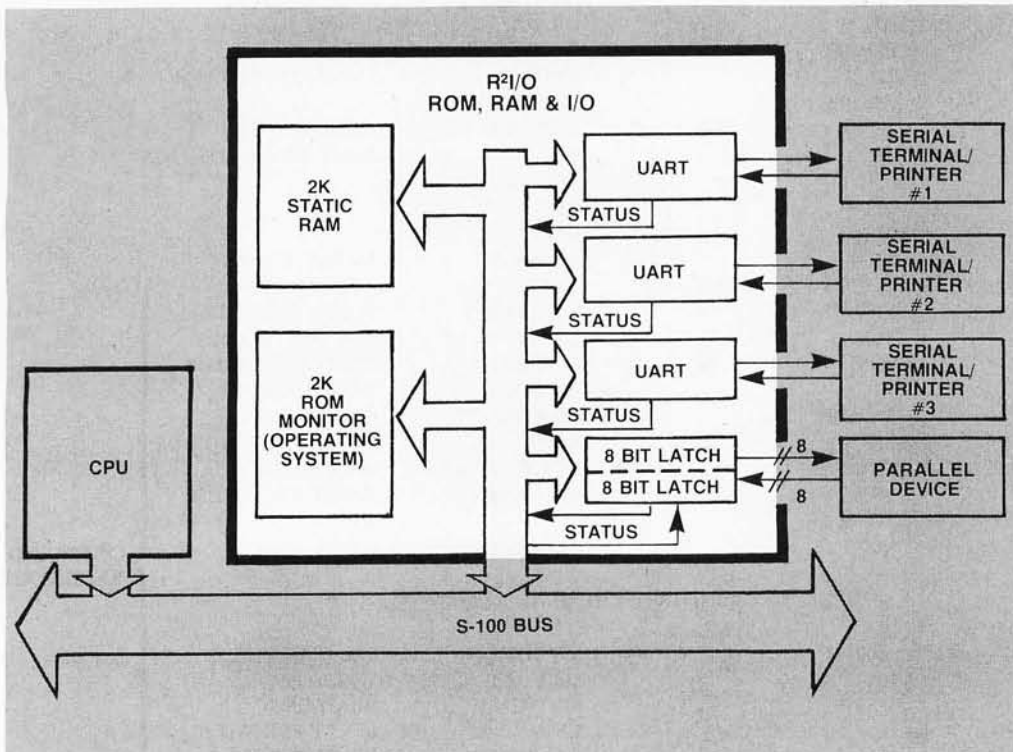 R²I/O
ROM, RAM & I/O
2K
STATIC
RAM
UART
STATUS
SERIAL
TERMINAL/
PRINTER
#1
UART
STATUS
SERIAL
TERMINAL/
PRINTER
#2
2K
ROM
MONITOR
(OPERATING
SYSTEM)
UART
STATUS
SERIAL
TERMINAL/
PRINTER
#3
CPU
8 BIT LATCH
8 BIT LATCH
STATUS
8
8
PARALLEL
DEVICE
S-100 BUS